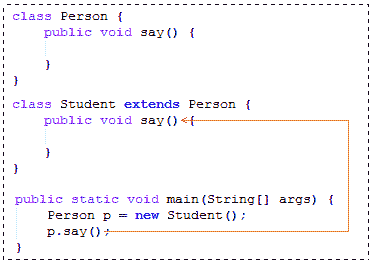 class Person {
    public void say() {
    }
}
class Student extends Person {
    public void say() {
    }
}
public static void main(String[] args) {
    Person p = new Student();
    p.say();
}